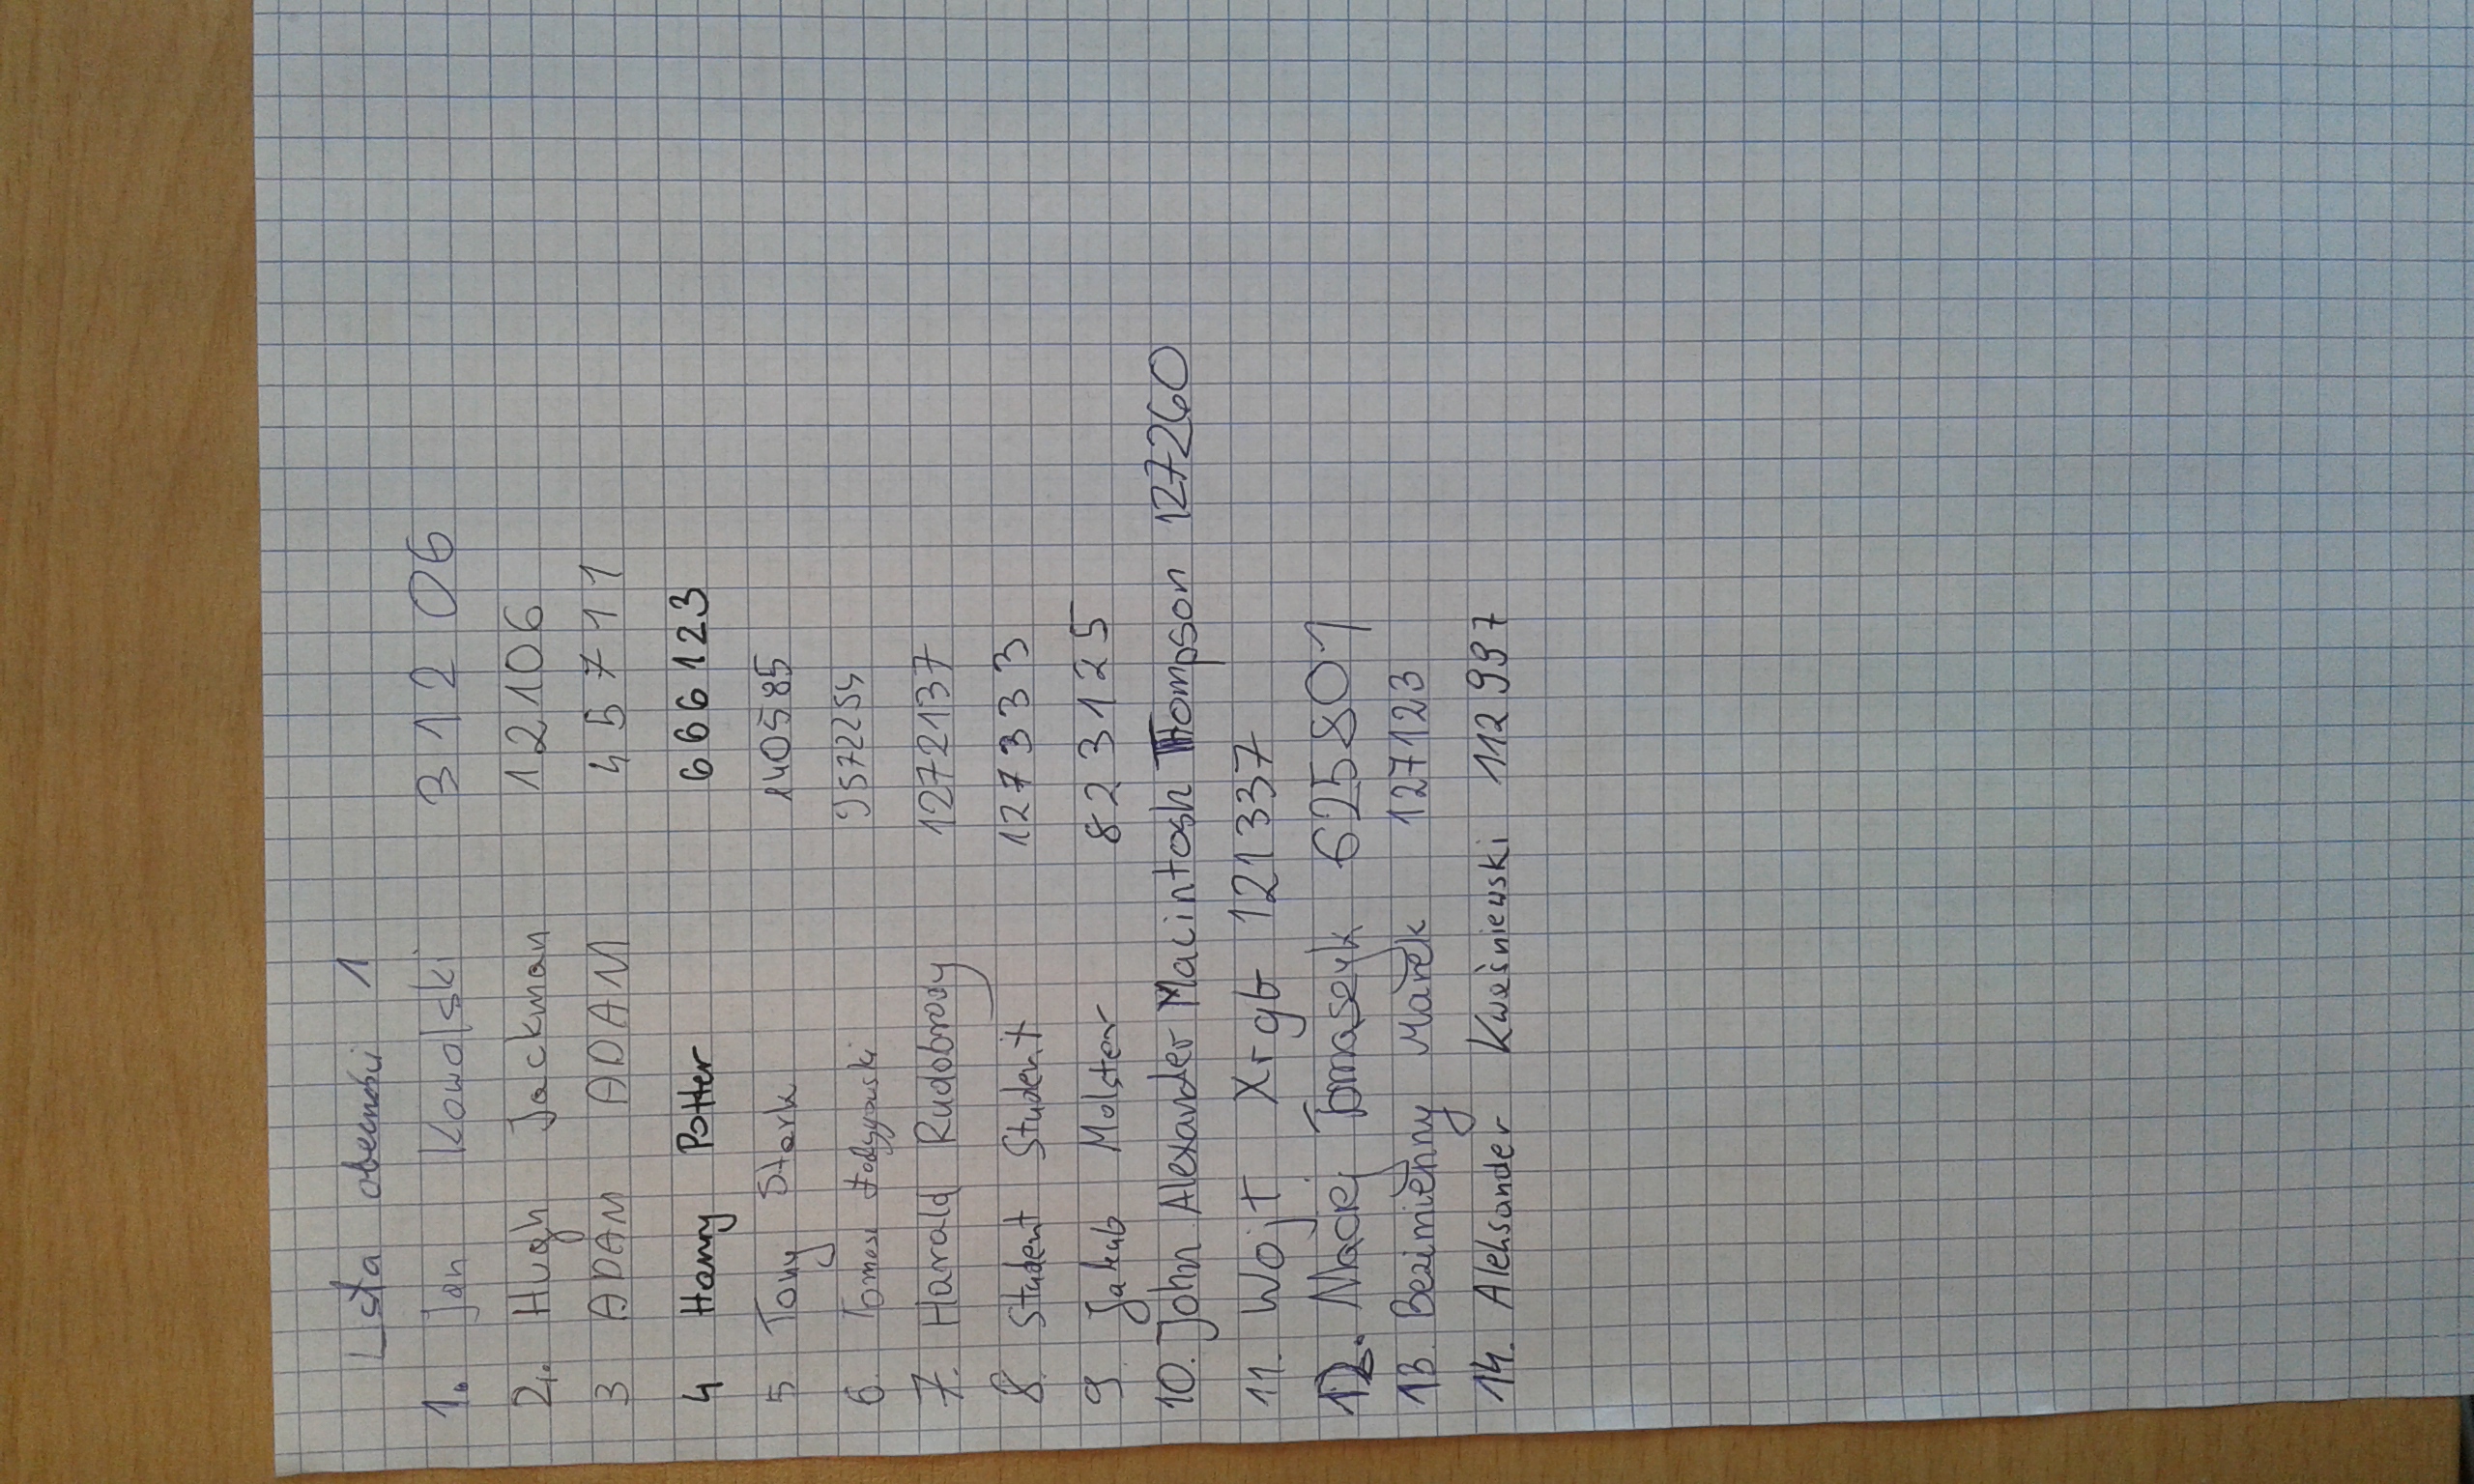 Lista obecności 1
1. Jan Kowalski 31206
2. Hugh Jackman 12106
3 ADAM ADAM 45711
4 Harry Potter 666123
5 Tony Stark 140585
6. Tomasz 9572254
7. Harald Rudobrody 1272137
8. Student Student 127333
9. Jakub Molster 823125
10. John Alexander Macintosh Thompson 127260
11. Wojt Xrgb 121337
12. Maciej Tomaszyk 625801
13. Bezimienny Marek 127123
14. Aleksander Kwaśniewski 112997